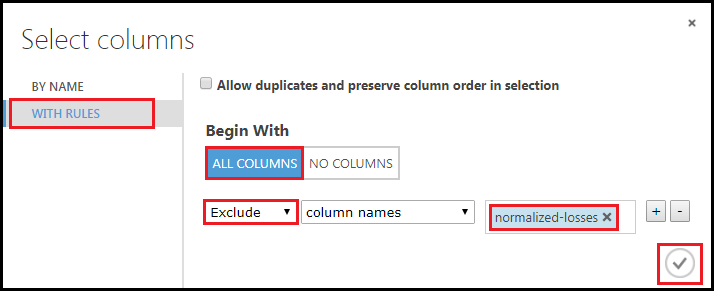 Select columns
BY NAME
WITH RULES
Allow duplicates and preserve column order in selection
Begin With
ALL COLUMNS NO COLUMNS
Exclude column names normalized-losses + -